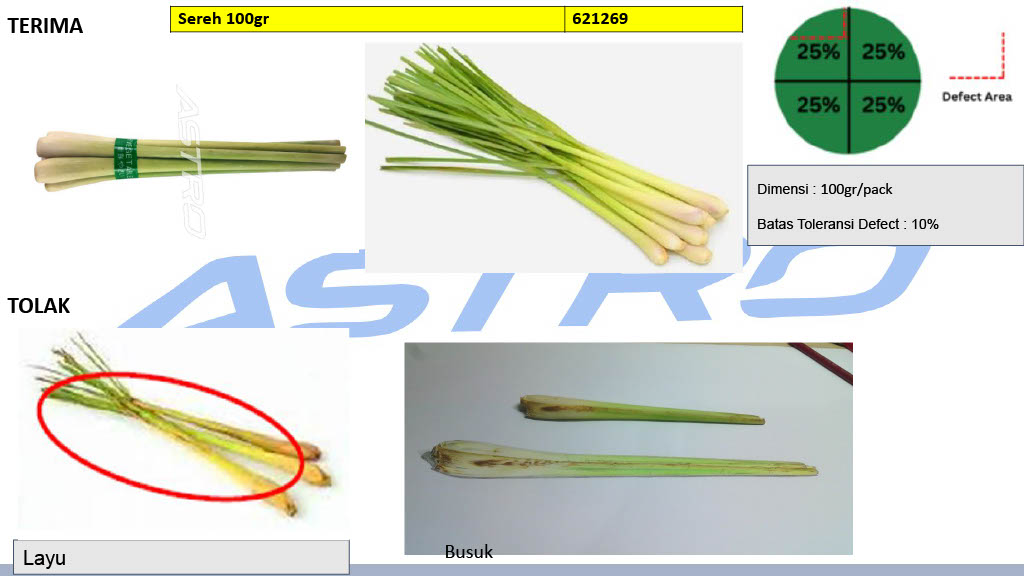 TERIMA
Sereh 100gr 621269
25% 25%
25% 25%
Defect Area
ASTRO
Dimensi : 100gr/pack
Batas Toleransi Defect : 10%
ASTRO
TOLAK
Layu
Busuk